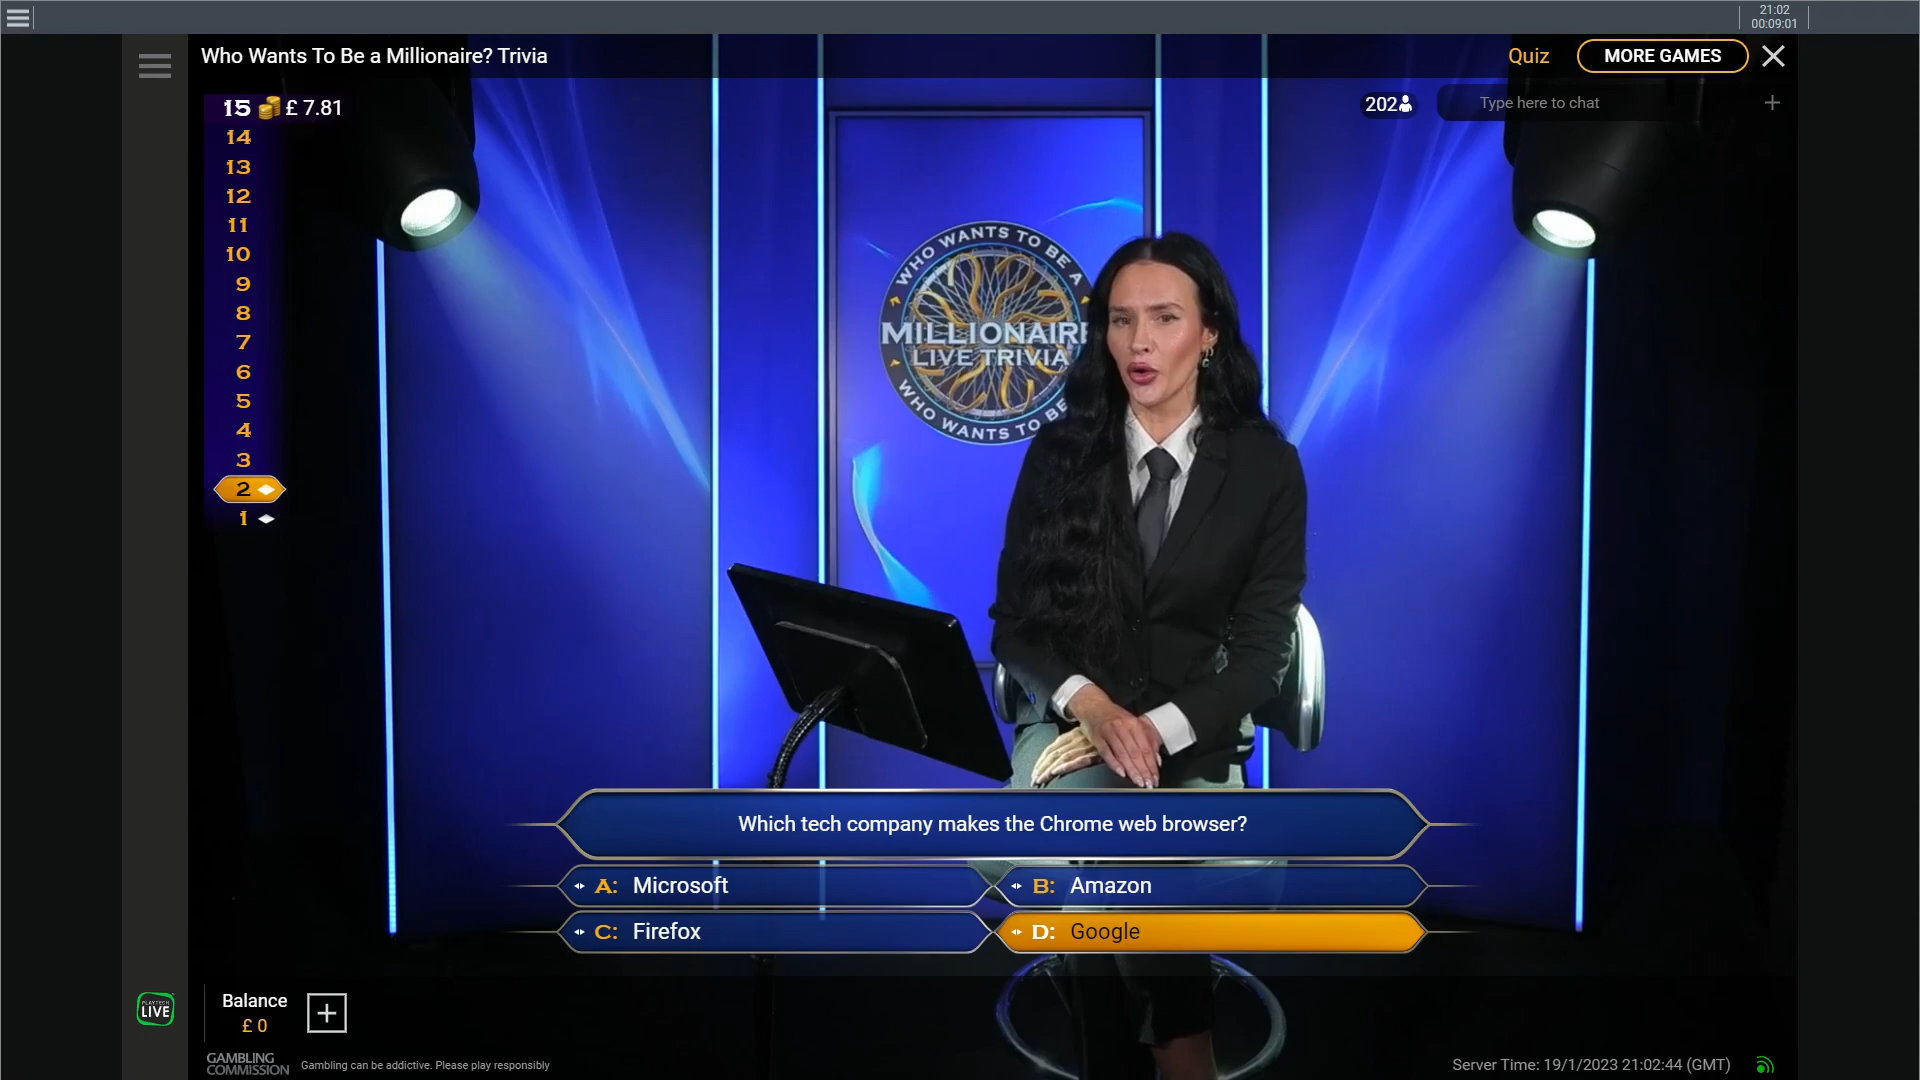 21:02
00:09:01
Who Wants To Be a Millionaire? Trivia
Quiz
MORE GAMES
15 £ 7.81
202
Type here to chat
14
13
12
11
10
9
8
7
6
5
4
3
2
1
WHO WANTS TO BE A
MILLIONAIRE
LIVE TRIVIA
WHO WANTS TO BE
Which tech company makes the Chrome web browser?
A: Microsoft
B: Amazon
C: Firefox
D: Google
PLAYTECH
LIVE
Balance
£ 0
GAMBLING
COMMISSION
Gambling can be addictive. Please play responsibly
Server Time: 19/1/2023 21:02:44 (GMT)